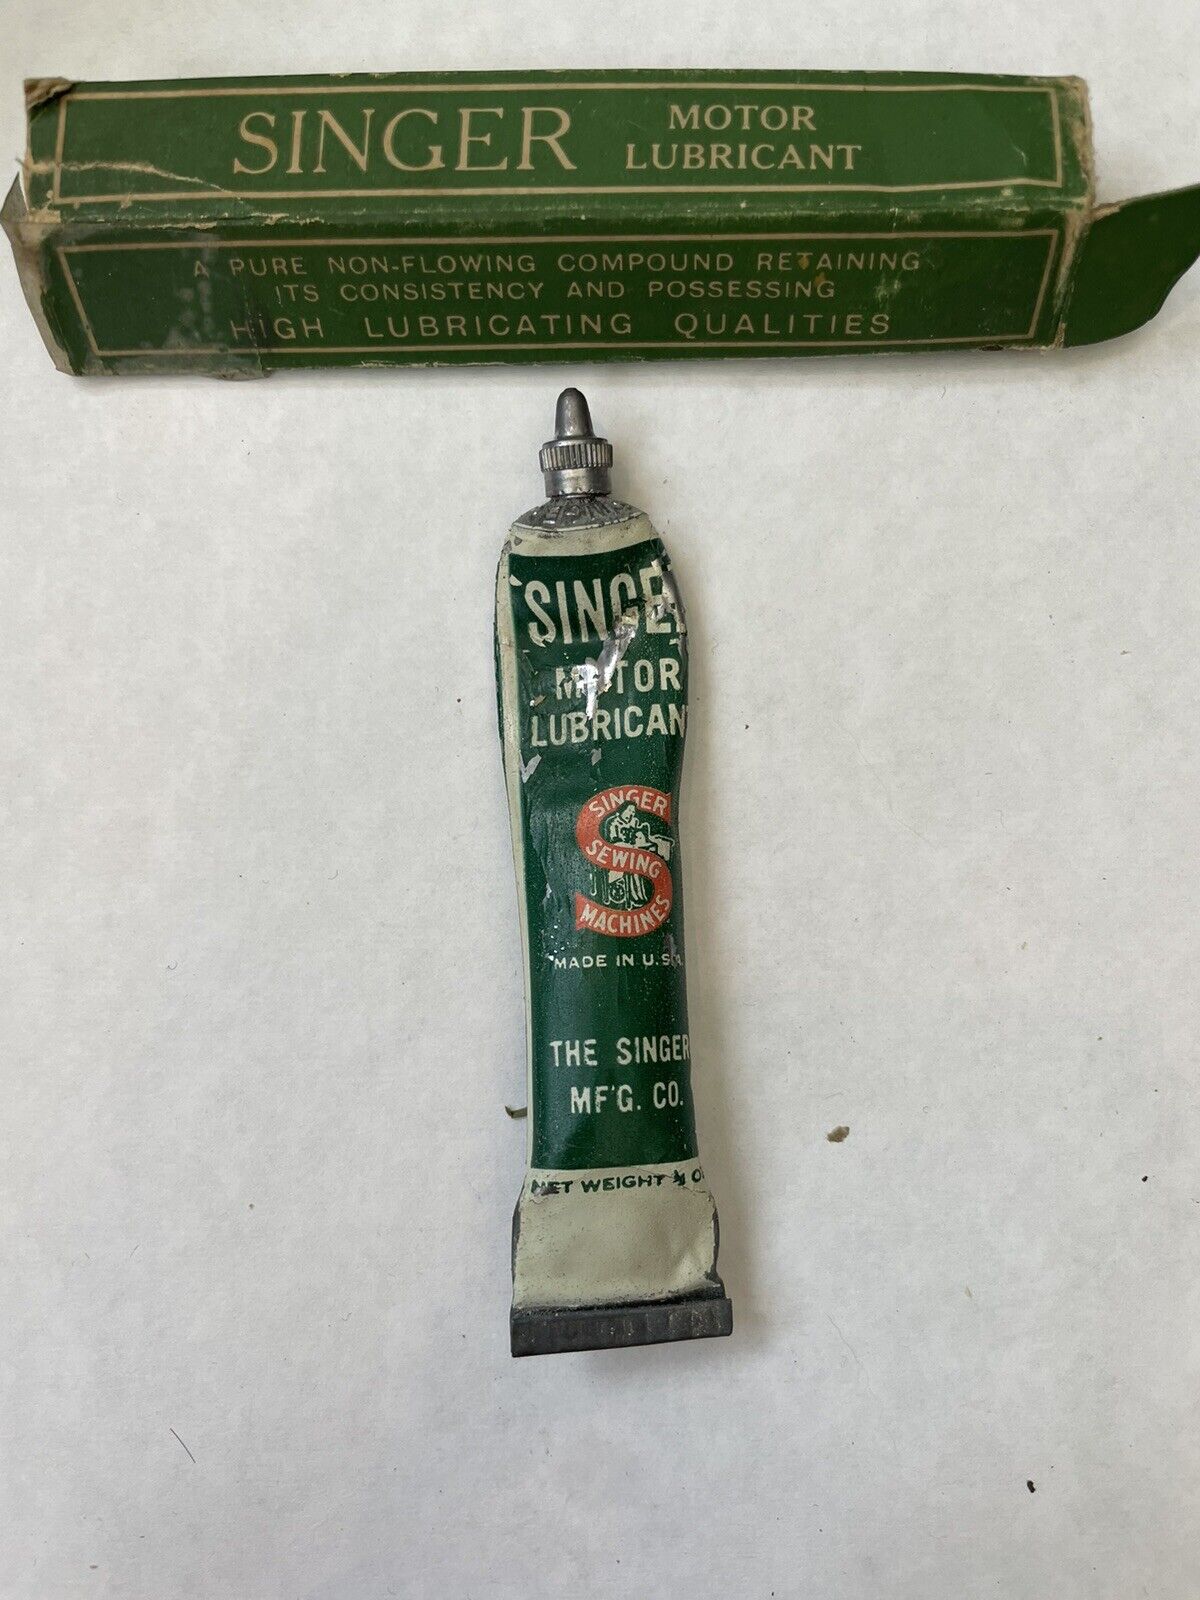 SINGER MOTOR
LUBRICANT
A PURE NON-FLOWING COMPOUND RETAINING
ITS CONSISTENCY AND POSSESSING
HIGH LUBRICATING QUALITIES
SINGER
MOTOR
LUBRICANT
SINGER
SEWING
MACHINES
MADE IN U.S.A.
THE SINGER
MF'G. CO.
NET WEIGHT